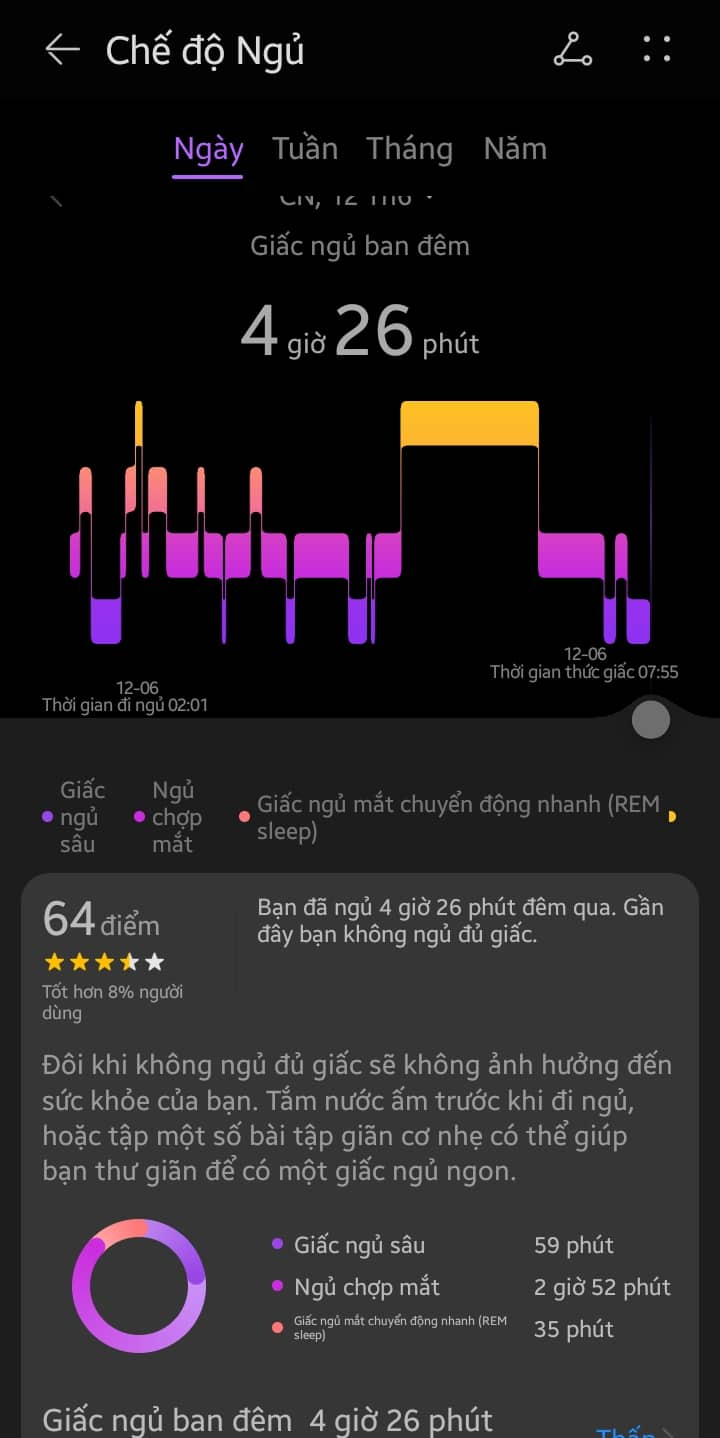 Chế độ Ngủ
Ngày Tuần Tháng Năm
CN, 12 Th6
Giấc ngủ ban đêm
4 giờ 26 phút
12-06
Thời gian thức giấc 07:55
12-06
Thời gian đi ngủ 02:01
Giấc
ngủ
sâu
Ngủ
chợp
mắt
Giấc ngủ mắt chuyển động nhanh (REM
sleep)
64 điểm
Tốt hơn 8% người
dùng
Bạn đã ngủ 4 giờ 26 phút đêm qua. Gần
đây bạn không ngủ đủ giấc.
Đôi khi không ngủ đủ giấc sẽ không ảnh hưởng đến
sức khỏe của bạn. Tắm nước ấm trước khi đi ngủ,
hoặc tập một số bài tập giãn cơ nhẹ có thể giúp
bạn thư giãn để có một giấc ngủ ngon.
Giấc ngủ sâu 59 phút
Ngủ chợp mắt 2 giờ 52 phút
Giấc ngủ mắt chuyển động nhanh (REM
sleep) 35 phút
Giấc ngủ ban đêm 4 giờ 26 phút
Thấp